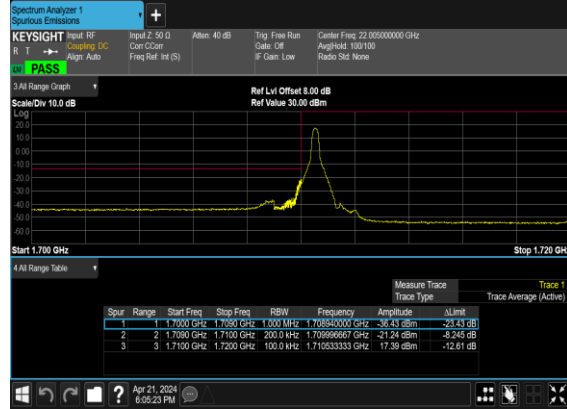 Spectrum Analyzer 1
Spurious Emissions
+
KEYSIGHT Input: RF Input Z: 50 Ω Atten: 40 dB Trig: Free Run Center Freq: 22.005000000 GHz
R T Coupling: DC Corr CCorr Gate: Off Avg|Hold: 100/100
Align: Auto Freq Ref: Int (S) IF Gain: Low Radio Std: None
PASS
3 All Range Graph
Ref Lvl Offset 8.00 dB
Scale/Div 10.0 dB Ref Value 30.00 dBm
Log
20.0
10.0
0.00
-10.0
-20.0
-30.0
-40.0
-50.0
-60.0
Start 1.700 GHz Stop 1.720 GH
4 All Range Table
Measure Trace Trace 1
Trace Type Trace Average (Active)
Spur Range Start Freq Stop Freq RBW Frequency Amplitude ΔLimit
1 1 1.7000 GHz 1.7090 GHz 1.000 MHz 1.708940000 GHz -36.43 dBm -23.43 dB
2 2 1.7090 GHz 1.7100 GHz 200.0 kHz 1.709996667 GHz -21.24 dBm -8.245 dB
3 3 1.7100 GHz 1.7200 GHz 100.0 kHz 1.710533333 GHz 17.39 dBm -12.61 dB
? Apr 21, 2024
6:05:23 PM